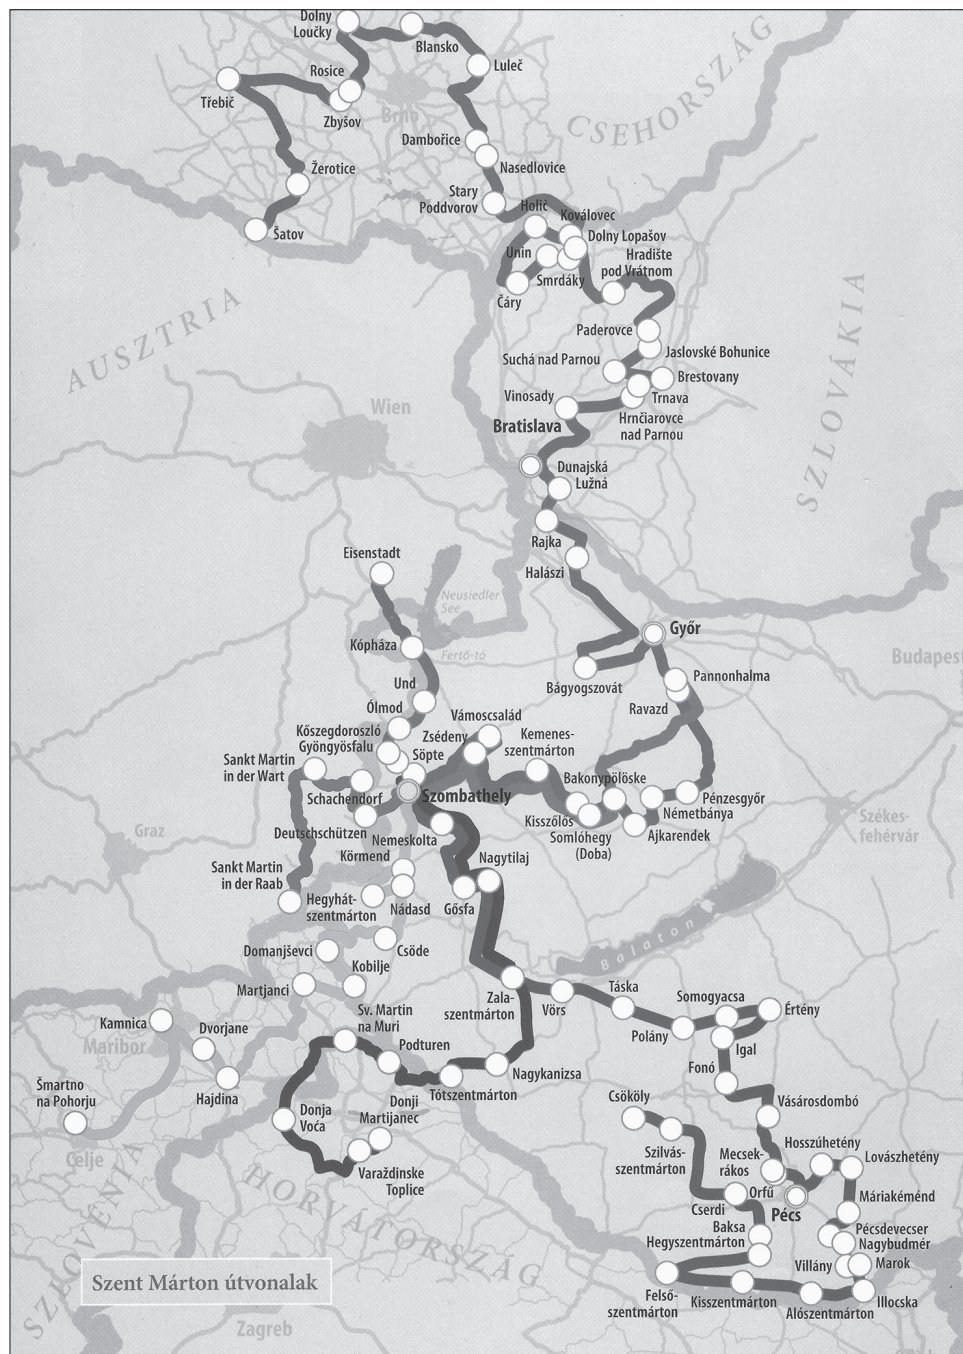 Dolny
Loučky
Blansko
Luleč
Rosice
Třebíč
Zbyšov
Brno
CSEHORSZÁG
Dambořice
Nasedlovice
Žerotice
Stary
Poddvorov
Šatov
Holič
Koválovec
Dolny Lopašov
Unin
Hradište
pod Vrátnom
Smrdáky
Čáry
AUSZTRIA
SZLOVÁKIA
Paderovce
Jaslovské Bohunice
Suchá nad Parnou
Brestovany
Vinosady
Trnava
Wien
Hrnčiarovce
nad Parnou
Bratislava
Dunajská
Lužná
Rajka
Eisenstadt
Halászi
Neusiedler
See
Győr
Kópháza
Fertő-tó
Budapest
Bágyogszovát
Pannonhalma
Ravazd
Und
Ólmod
Vámoscsalád
Kőszegdoroszló
Zsédeny
Kemenes-
szentmárton
Gyöngyösfalu
Söpte
Sankt Martin
in der Wart
Bakonypölöske
Schachendorf
Szombathely
Pénzesgyőr
Németbánya
Kisszőlős
Székes-
fehérvár
Graz
Deutschschützen
Nemeskolta
Somlóhegy
(Doba)
Ajkarendek
Körmend
Nagytilaj
Sankt Martin
in der Raab
Hegyhát-
szentmárton
Nádasd
Gősfa
Domanjševci
Csöde
Balaton
Kobilje
Martjanci
Táska
Zala-
szentmárton
Vörs
Somogyacsa
Értény
Sv. Martin
na Muri
Kamnica
Dvorjane
Maribor
Polány
Igal
Podturen
Fonó
Nagykanizsa
Šmartno
na Pohorju
Hajdina
Tótszentmárton
Csököly
Vásárosdombó
Donja
Voća
Donji
Martijanec
Celje
Szilvás-
szentmárton
Mecsek-
rákos
Hosszúhetény
Lovászhetény
Varaždinske
Toplice
Orfű
Cserdi
Pécs
Máriakéménd
HORVÁTORSZÁG
SZLOVÉNIA
Baksa
Hegyszentmárton
Pécsdevecser
Nagybudmér
Villány
Marok
Szent Márton útvonalak
Felső-
szentmárton
Kisszentmárton
Alószentmárton
Illocska
Zagreb